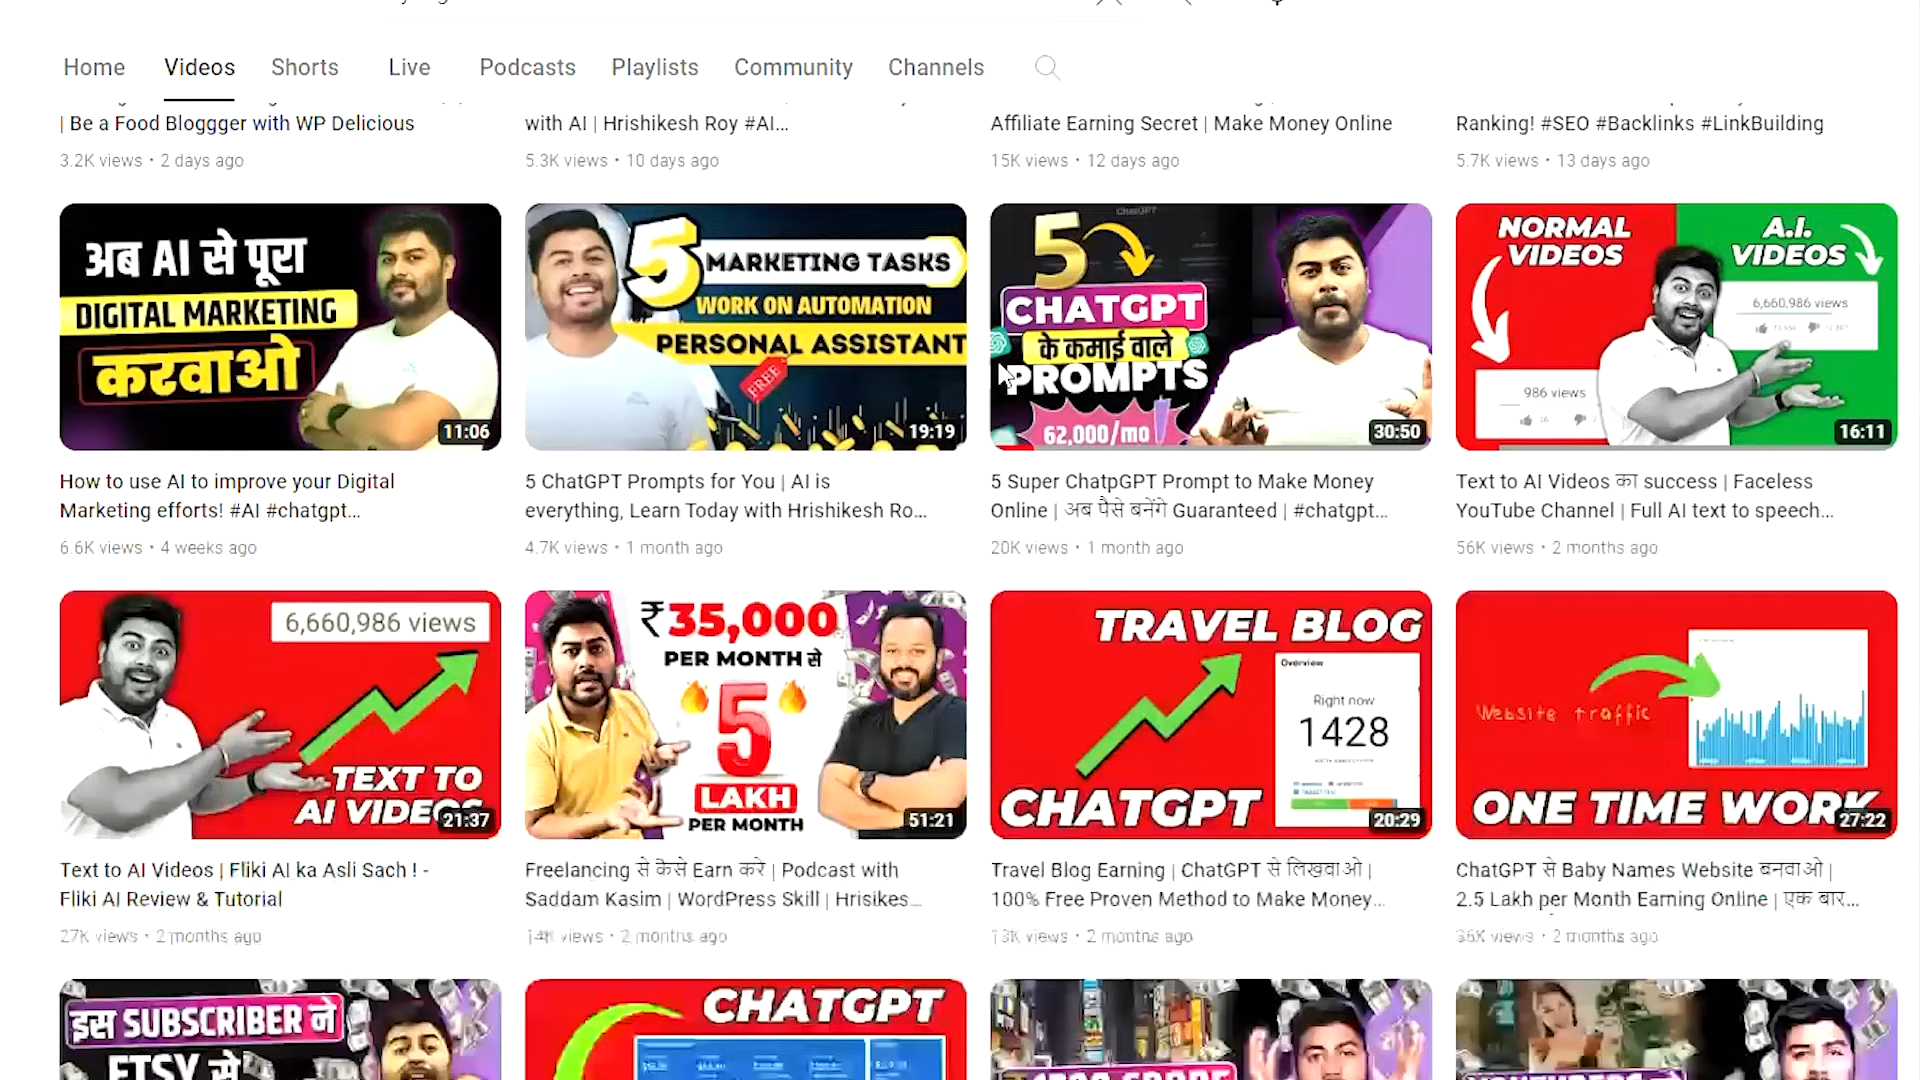 Home Videos Shorts Live Podcasts Playlists Community Channels
| Be a Food Bloggger with WP Delicious
3.2K views • 2 days ago
with AI | Hrishikesh Roy #AI...
5.3K views • 10 days ago
Affiliate Earning Secret | Make Money Online
15K views • 12 days ago
Ranking! #SEO #Backlinks #LinkBuilding
5.7K views • 13 days ago
अब AI से पूरा
DIGITAL MARKETING
करवाओ
11:06
How to use AI to improve your Digital
Marketing efforts! #AI #chatgpt...
6.6K views • 4 weeks ago
5 MARKETING TASKS
WORK ON AUTOMATION
PERSONAL ASSISTANT
FREE
19:19
5 ChatGPT Prompts for You | AI is
everything, Learn Today with Hrishikesh Ro...
4.7K views • 1 month ago
ChatGPT
5
CHATGPT
के कमाई वाले
PROMPTS
62,000/mo
30:50
5 Super ChatpGPT Prompt to Make Money
Online | अब पैसे बनेंगे Guaranteed | #chatgpt...
20K views • 1 month ago
NORMAL
VIDEOS
A.I.
VIDEOS
6,660,986 views
986 views
16:11
Text to AI Videos का success | Faceless
YouTube Channel | Full AI text to speech...
56K views • 2 months ago
6,660,986 views
TEXT TO
AI VIDEOS
21:37
Text to AI Videos | Fliki AI ka Asli Sach ! -
Fliki AI Review & Tutorial
27K views • 2 months ago
₹35,000
PER MONTH से
5
LAKH
PER MONTH
51:21
Freelancing से कैसे Earn करे | Podcast with
Saddam Kasim | WordPress Skill | Hrisikes...
14K views • 2 months ago
TRAVEL BLOG
Overview
Right now
1428
CHATGPT
20:29
Travel Blog Earning | ChatGPT से लिखवाओ |
100% Free Proven Method to Make Money...
13K views • 2 months ago
Website traffic
ONE TIME WORK
27:22
ChatGPT से Baby Names Website बनवाओ |
2.5 Lakh per Month Earning Online | एक बार...
36K views • 2 months ago
इस SUBSCRIBER ने
ETSY से
CHATGPT